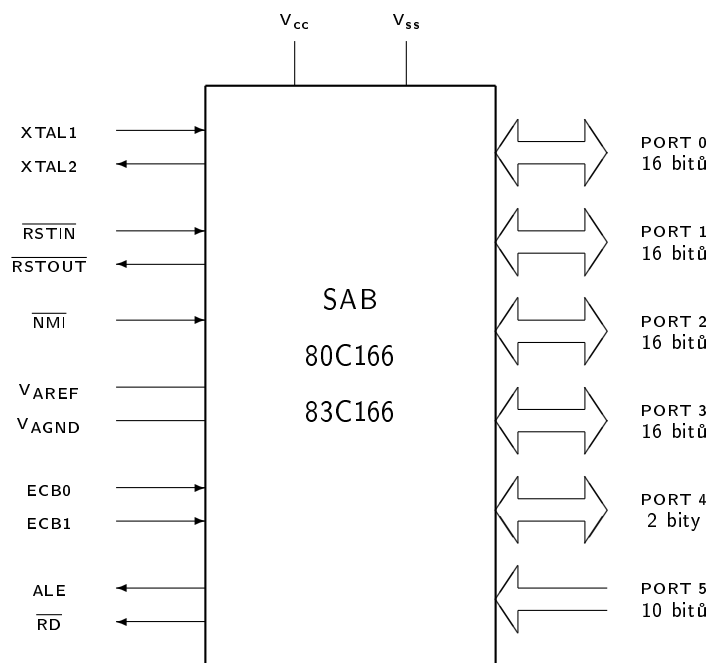 Vcc
Vss
XTAL1
XTAL2
RSTIN
RSTOUT
NMI
VAREF
VAGND
ECB0
ECB1
ALE
RD
SAB
80C166
83C166
PORT 0
16 bitů
PORT 1
16 bitů
PORT 2
16 bitů
PORT 3
16 bitů
PORT 4
2 bity
PORT 5
10 bitů